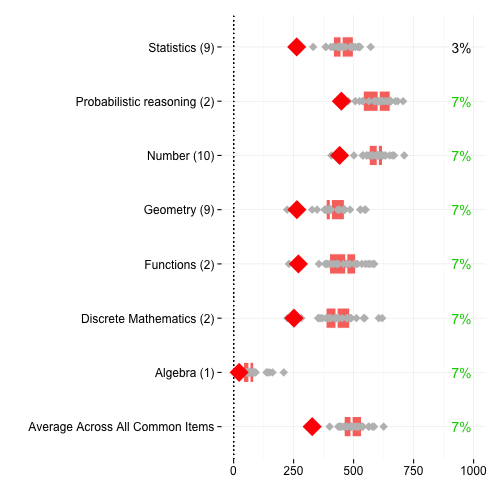 Statistics (9) 3%
Probabilistic reasoning (2) 7%
Number (10) 7%
Geometry (9) 7%
Functions (2) 7%
Discrete Mathematics (2) 7%
Algebra (1) 7%
Average Across All Common Items 7%
0 250 500 750 1000